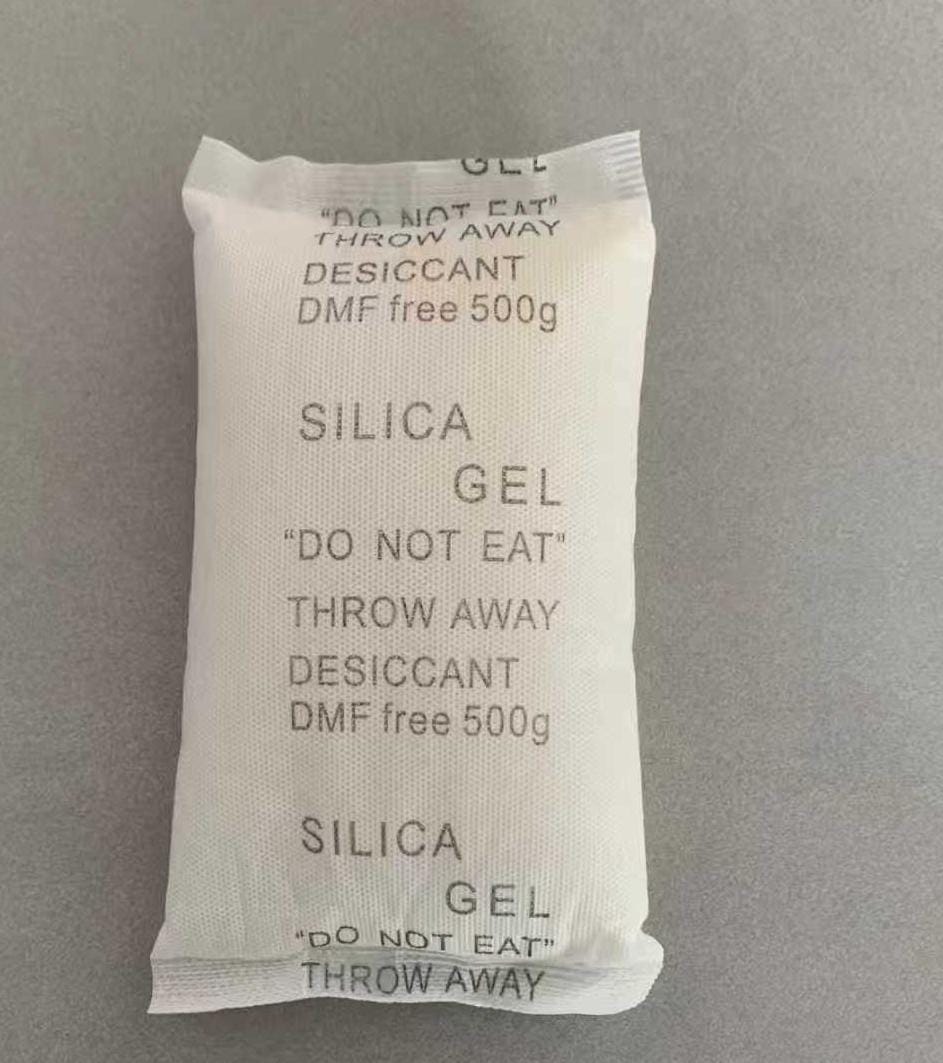 GEL
"DO NOT EAT"
THROW AWAY
DESICCANT
DMF free 500g
SILICA
GEL
"DO NOT EAT"
THROW AWAY
DESICCANT
DMF free 500g
SILICA
GEL
"DO NOT EAT"
THROW AWAY